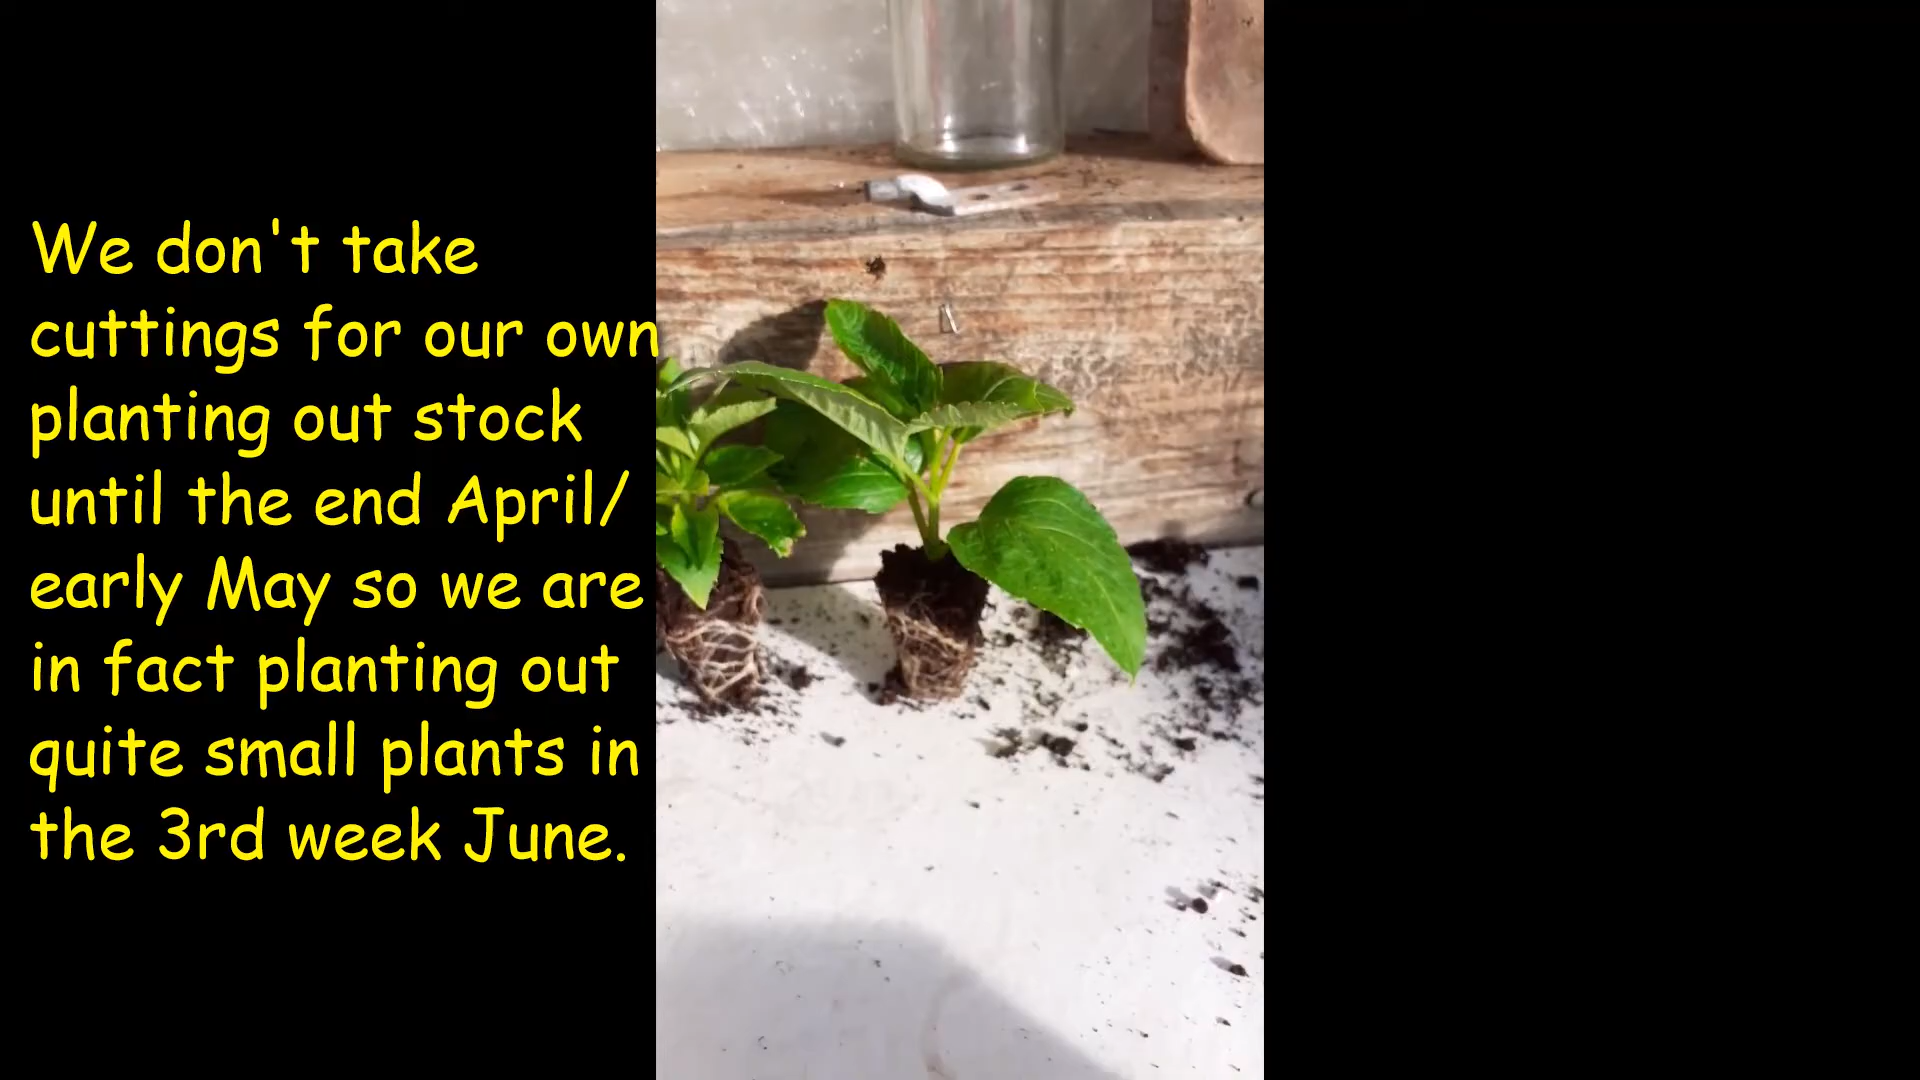 We don't take
cuttings for our own
planting out stock
until the end April/
early May so we are
in fact planting out
quite small plants in
the 3rd week June.